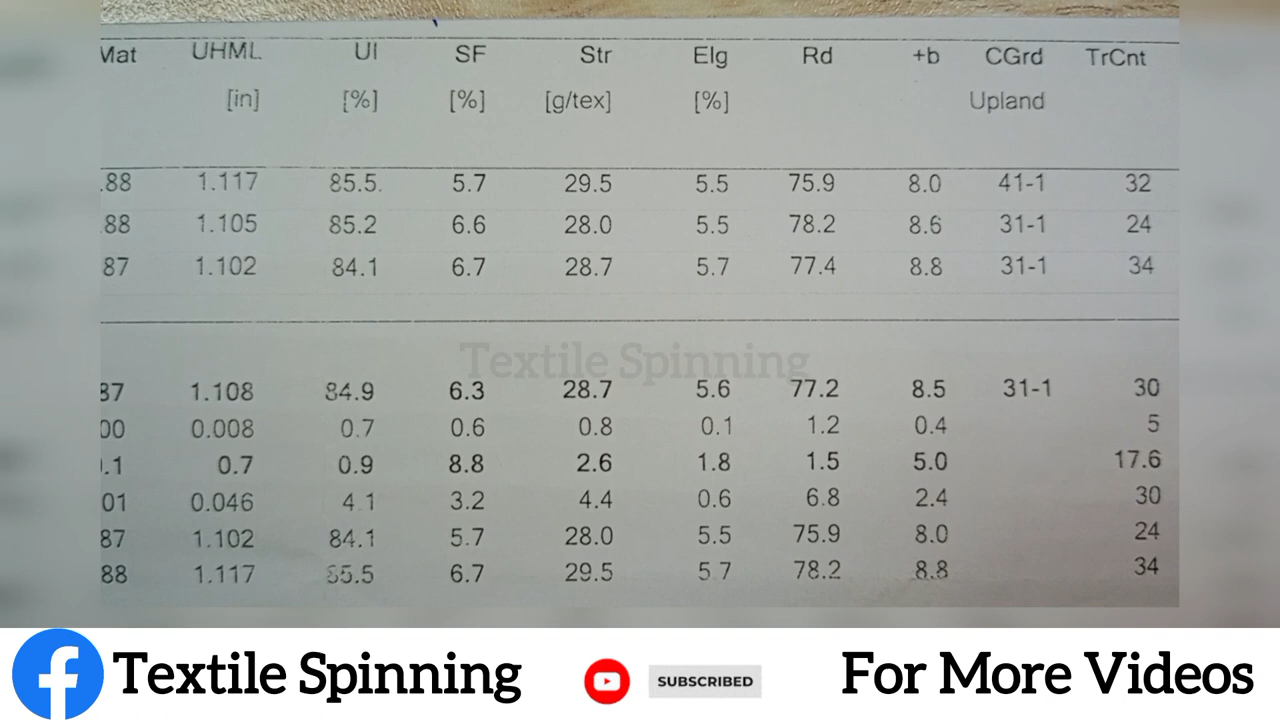 Mat UHML UI SF Str Elg Rd +b CGrd TrCnt
[in] [%] [%] [g/tex] [%] Upland
.88 1.117 85.5 5.7 29.5 5.5 75.9 8.0 41-1 32
.88 1.105 85.2 6.6 28.0 5.5 78.2 8.6 31-1 24
87 1.102 84.1 6.7 28.7 5.7 77.4 8.8 31-1 34
Textile Spinning
87 1.108 84.9 6.3 28.7 5.6 77.2 8.5 31-1 30
00 0.008 0.7 0.6 0.8 0.1 1.2 0.4 5
.1 0.7 0.9 8.8 2.6 1.8 1.5 5.0 17.6
01 0.046 4.1 3.2 4.4 0.6 6.8 2.4 30
87 1.102 84.1 5.7 28.0 5.5 75.9 8.0 24
88 1.117 85.5 6.7 29.5 5.7 78.2 8.8 34
Textile Spinning SUBSCRIBED For More Videos